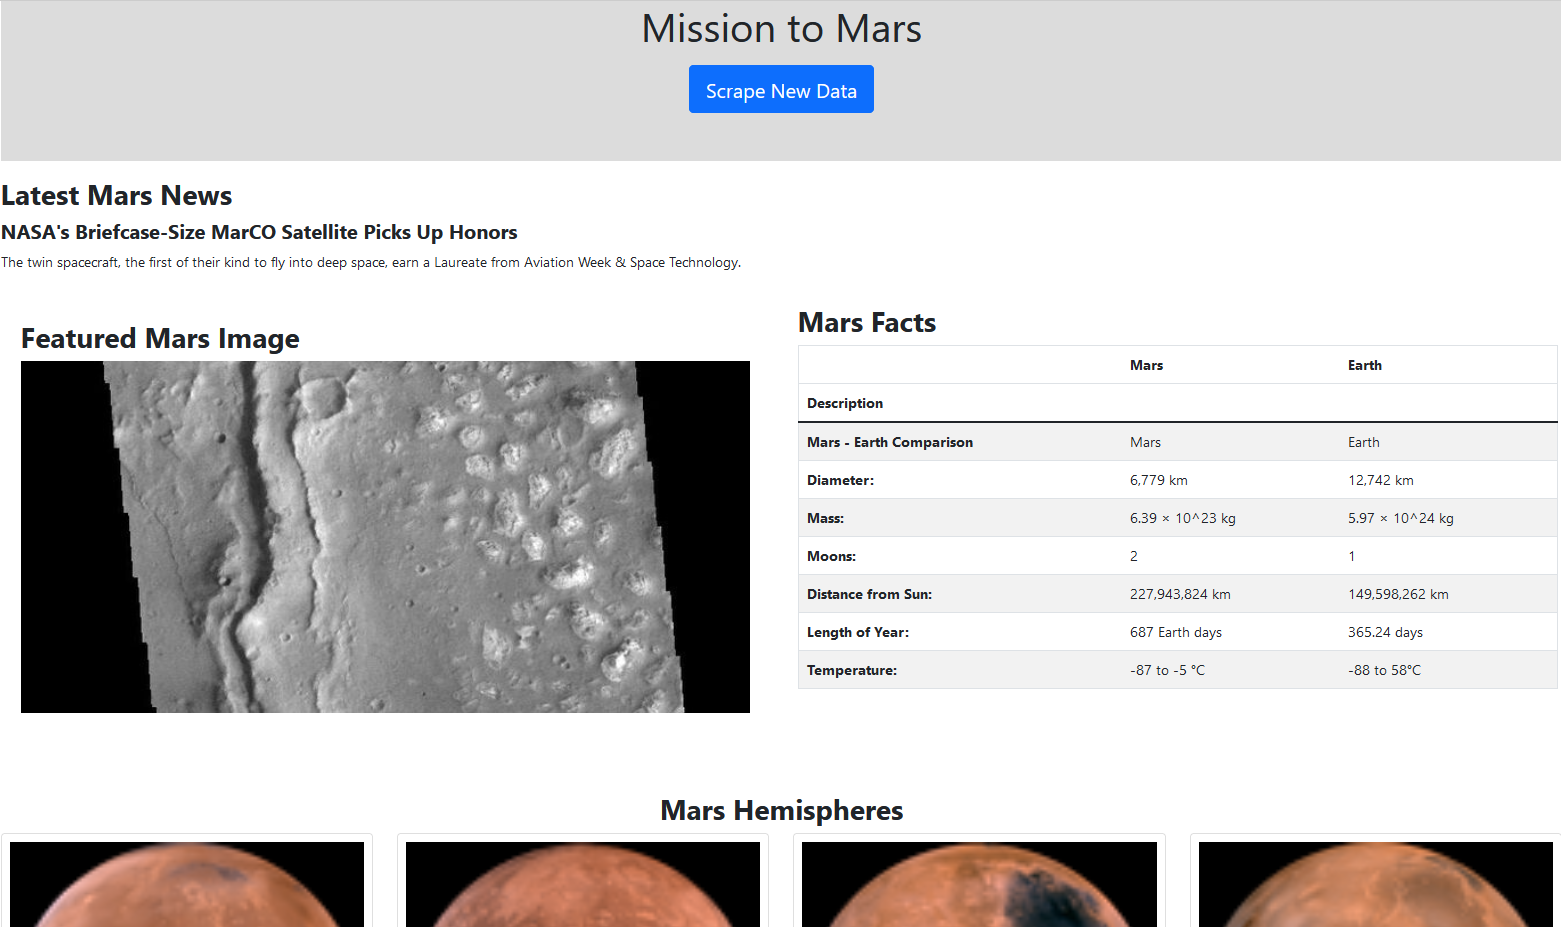 Mission to Mars
Scrape New Data
Latest Mars News
NASA's Briefcase-Size MarCO Satellite Picks Up Honors
The twin spacecraft, the first of their kind to fly into deep space, earn a Laureate from Aviation Week & Space Technology.
Featured Mars Image
Mars Facts
Mars Earth
Description
Mars - Earth Comparison Mars Earth
Diameter: 6,779 km 12,742 km
Mass: 6.39 × 10^23 kg 5.97 × 10^24 kg
Moons: 2 1
Distance from Sun: 227,943,824 km 149,598,262 km
Length of Year: 687 Earth days 365.24 days
Temperature: -87 to -5 °C -88 to 58°C
Mars Hemispheres